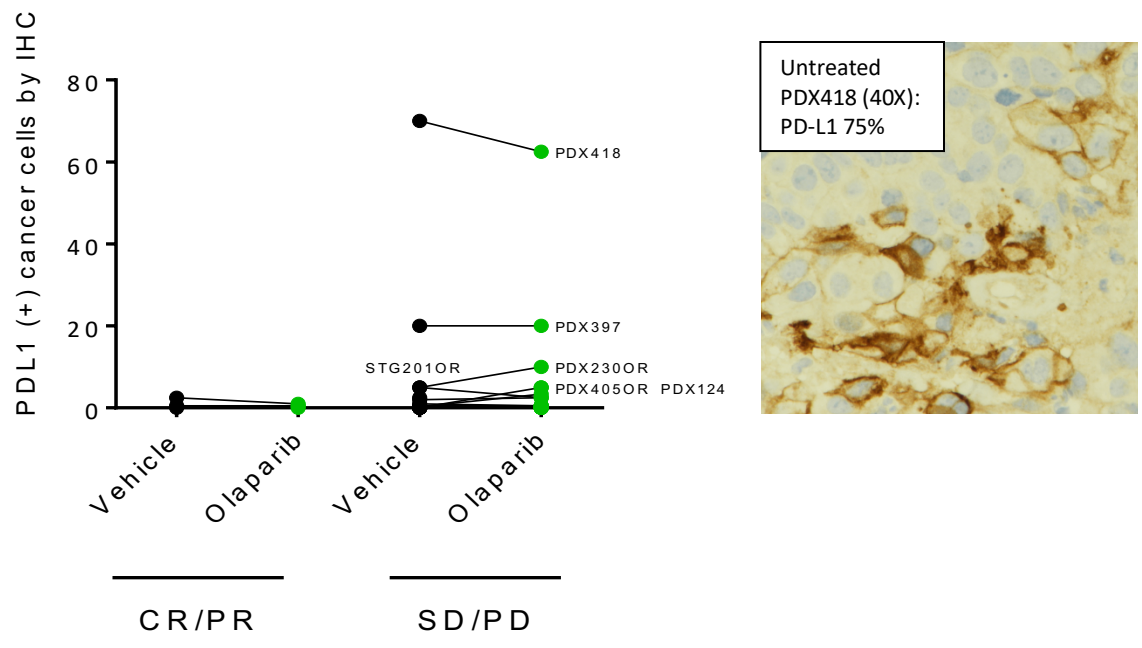 PDL1 (+) cancer cells by IHC
80
60
40
20
0
PDX418
PDX397
STG201OR
PDX230OR
PDX405OR PDX124
Vehicle
Olaparib
Vehicle
Olaparib
CR/PR
SD/PD
Untreated
PDX418 (40X):
PD-L1 75%